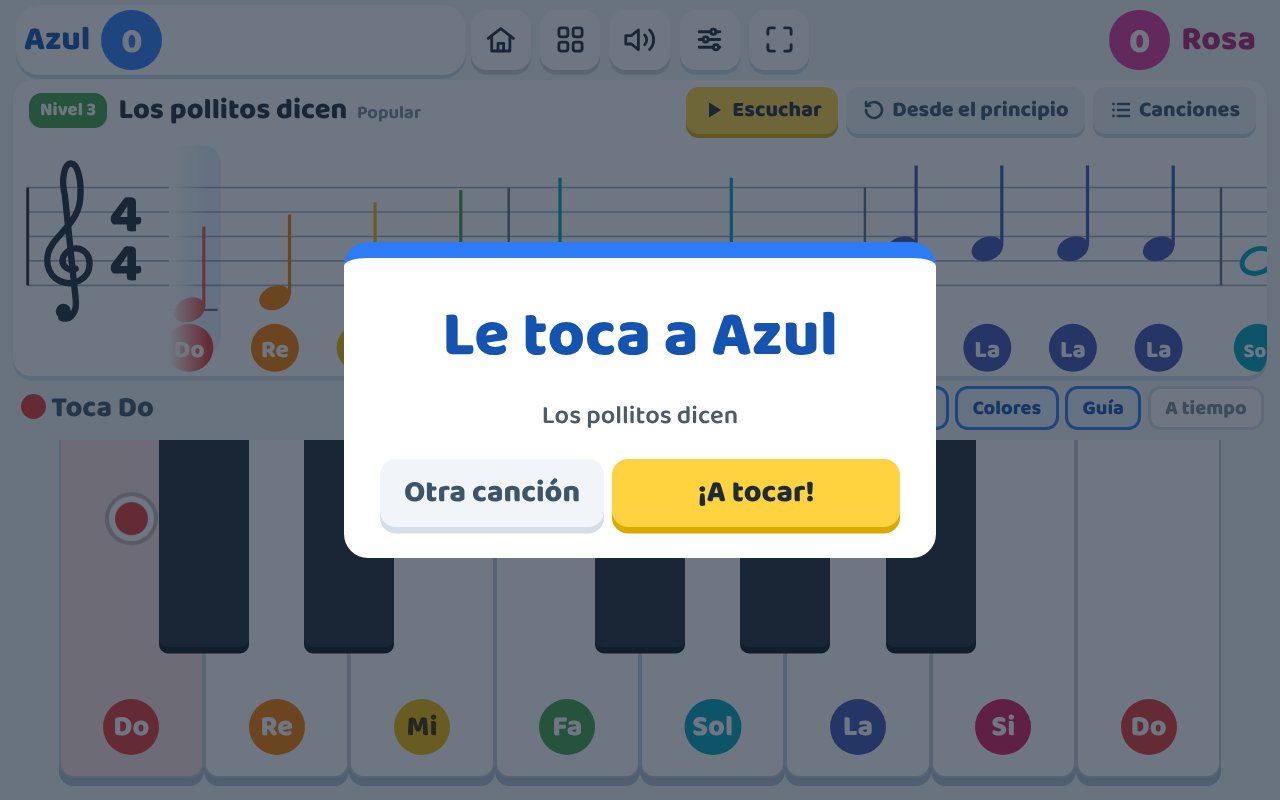 Azul 0
0 Rosa
Nivel 3 Los pollitos dicen Popular
Escuchar
Desde el principio
Canciones
4
4
Do Re La La La So
Le toca a Azul
Los pollitos dicen
Otra canción
¡A tocar!
Toca Do
Colores
Guía
A tiempo
Do Re Mi Fa Sol La Si Do